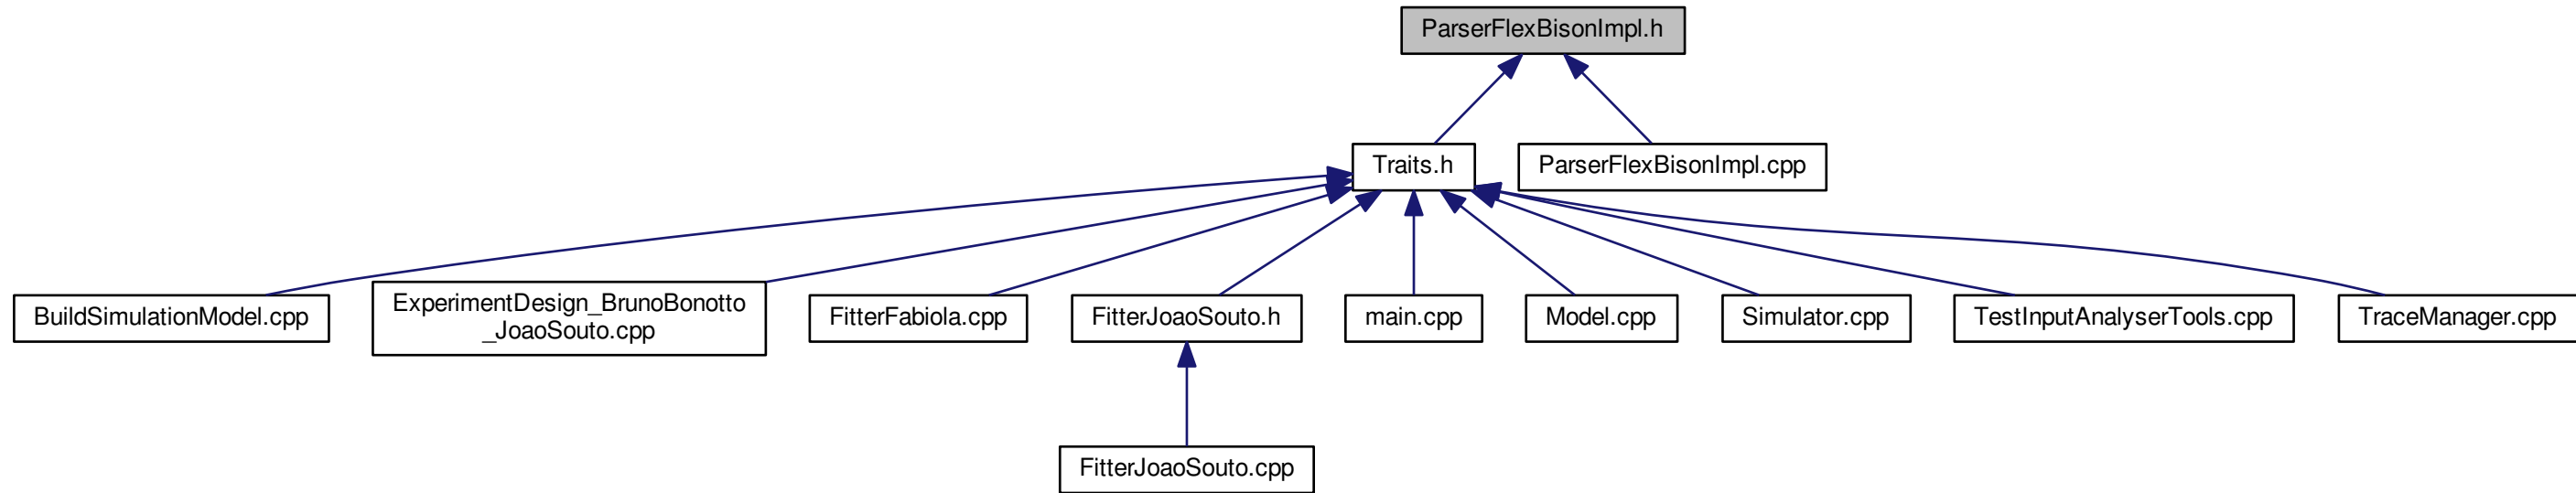 ParserFlexBisonImpl.h
Traits.h
ParserFlexBisonImpl.cpp
BuildSimulationModel.cpp
ExperimentDesign_BrunoBonotto
_JoaoSouto.cpp
FitterFabiola.cpp
FitterJoaoSouto.h
main.cpp
Model.cpp
Simulator.cpp
TestInputAnalyserTools.cpp
TraceManager.cpp
FitterJoaoSouto.cpp